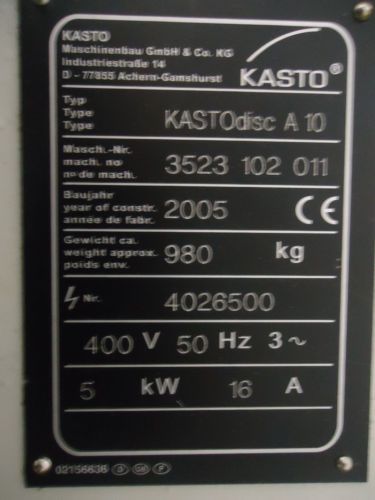 KASTO
Maschinenbau GmbH & Co. KG
Industriestraße 14
D - 77855 Achern-Gamshurst
KASTO®
Typ
Type
Type
KASTOdisc A 10
Masch.-Nr.
mach. no
no de mach.
3523 102 011
Baujahr
year of constr.
année de fabr.
2005
CE
Gewicht ca.
weight approx.
poids env.
980 kg
Nr. 4026500
400 V 50 Hz 3~
5 kW 16 A
02156636 D GB F